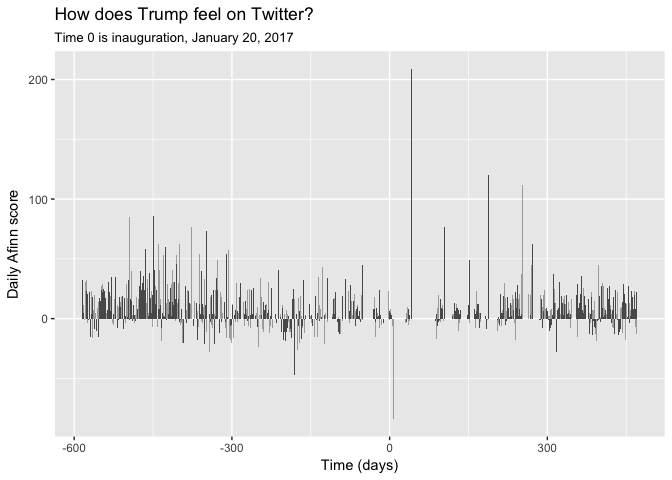 How does Trump feel on Twitter?
Time 0 is inauguration, January 20, 2017
200
100
0
Daily Afinn score
-600 -300 0 300
Time (days)